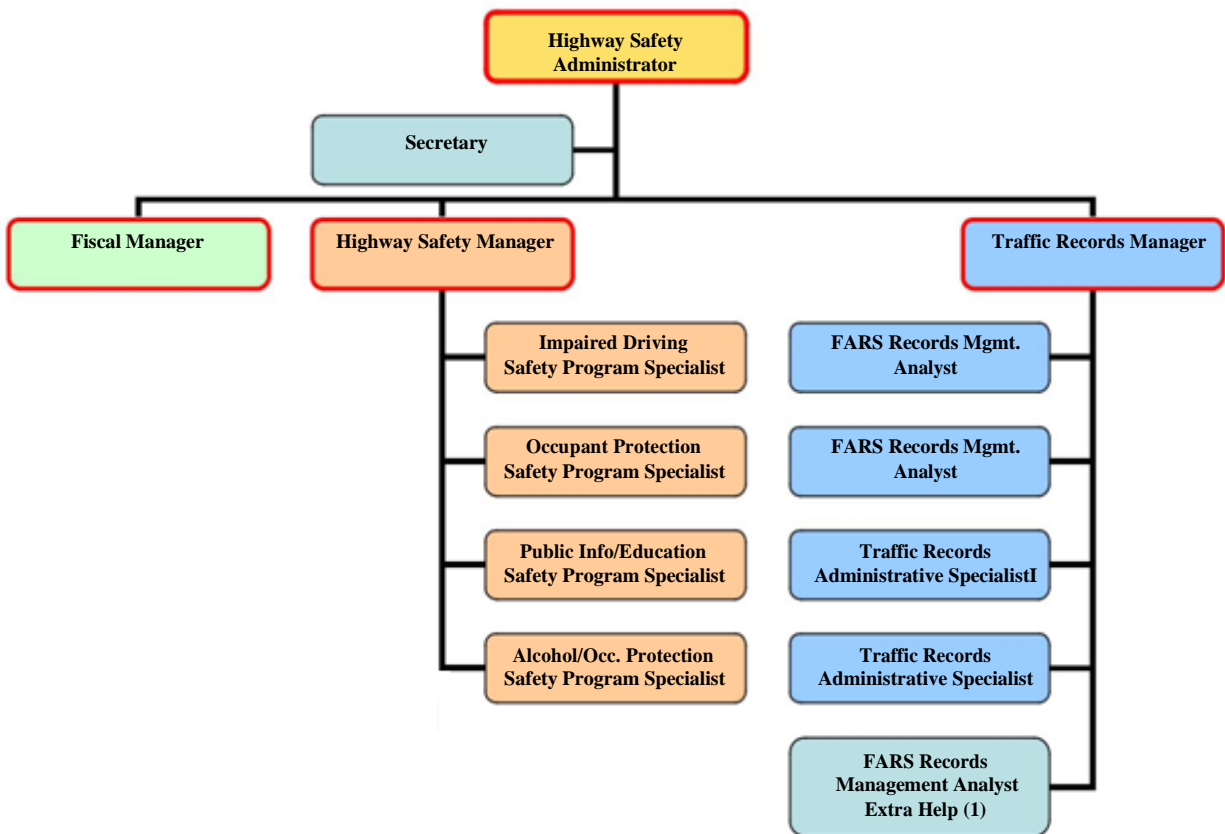 Highway Safety
Administrator
Secretary
Fiscal Manager
Highway Safety Manager
Traffic Records Manager
Impaired Driving
Safety Program Specialist
FARS Records Mgmt.
Analyst
Occupant Protection
Safety Program Specialist
FARS Records Mgmt.
Analyst
Public Info/Education
Safety Program Specialist
Traffic Records
Administrative SpecialistI
Alcohol/Occ. Protection
Safety Program Specialist
Traffic Records
Administrative Specialist
FARS Records
Management Analyst
Extra Help (1)